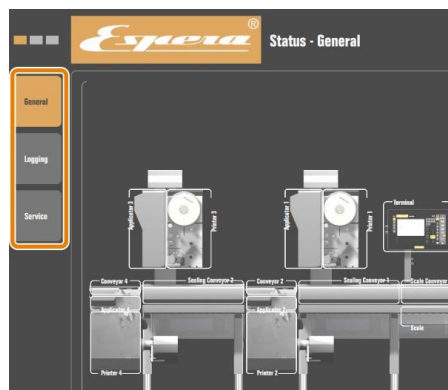 Espera®
Status - General
General
Logging
Service
Applicator 3
Printer 3
Applicator 1
Printer 1
Terminal
Conveyor 4
Sealing Conveyor 2
Conveyor 2
Sealing Conveyor 1
Scale Conveyor
Applicator 4
Applicator 2
Scale
Printer 4
Printer 2